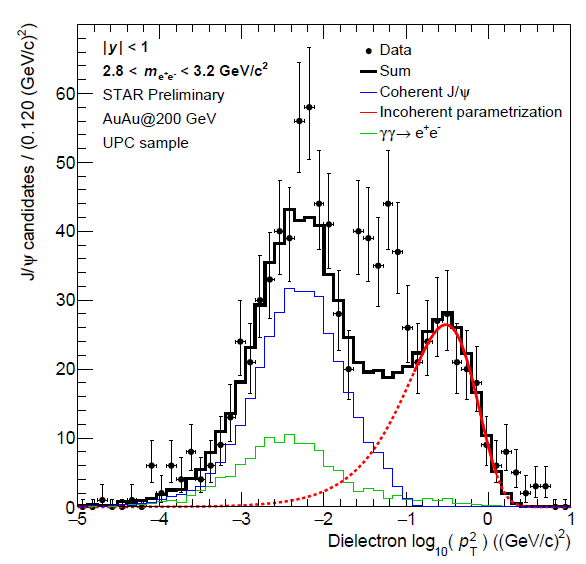 |y| < 1
2.8 < m_e⁺e⁻ < 3.2 GeV/c²
STAR Preliminary
AuAu@200 GeV
UPC sample
Data
Sum
Coherent J/ψ
Incoherent parametrization
γγ→ e⁺e⁻
J/ψ candidates / (0.120 (GeV/c)²)
60
50
40
30
20
10
0
−5 −4 −3 −2 −1 0 1
Dielectron log₁₀( p_T² ) ((GeV/c)²)